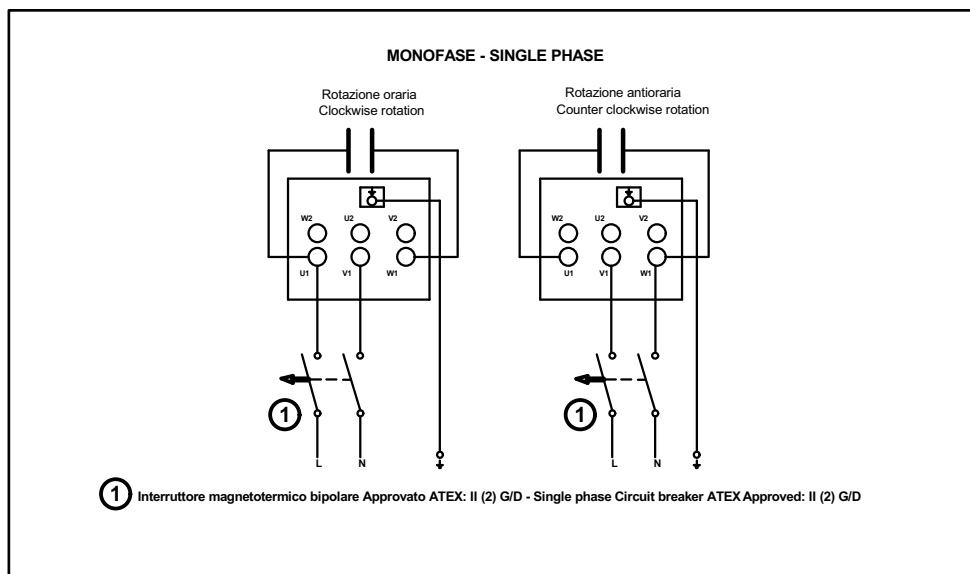 MONOFASE - SINGLE PHASE
Rotazione oraria
Clockwise rotation
W2 U2 V2
U1 V1 W1
1
L N
Rotazione antioraria
Counter clockwise rotation
W2 U2 V2
U1 V1 W1
1
L N
1 Interruttore magnetotermico bipolare Approvato ATEX: II (2) G/D - Single phase Circuit breaker ATEX Approved: II (2) G/D